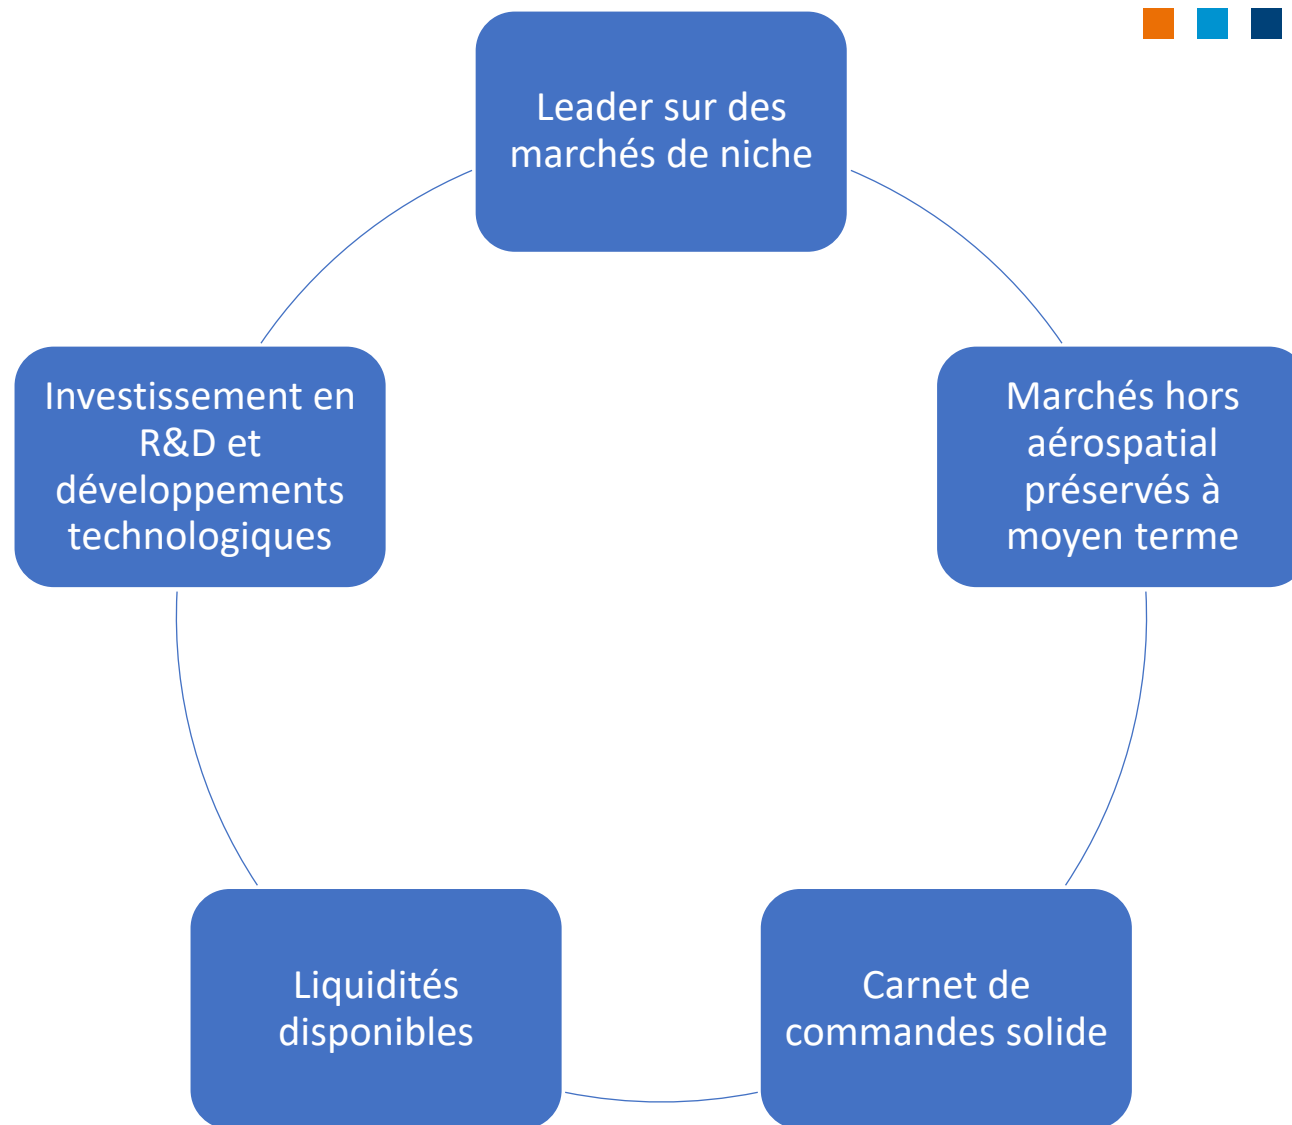 Leader sur des
marchés de niche
Marchés hors
aérospatial
préservés à
moyen terme
Carnet de
commandes solide
Liquidités
disponibles
Investissement en
R&D et
développements
technologiques